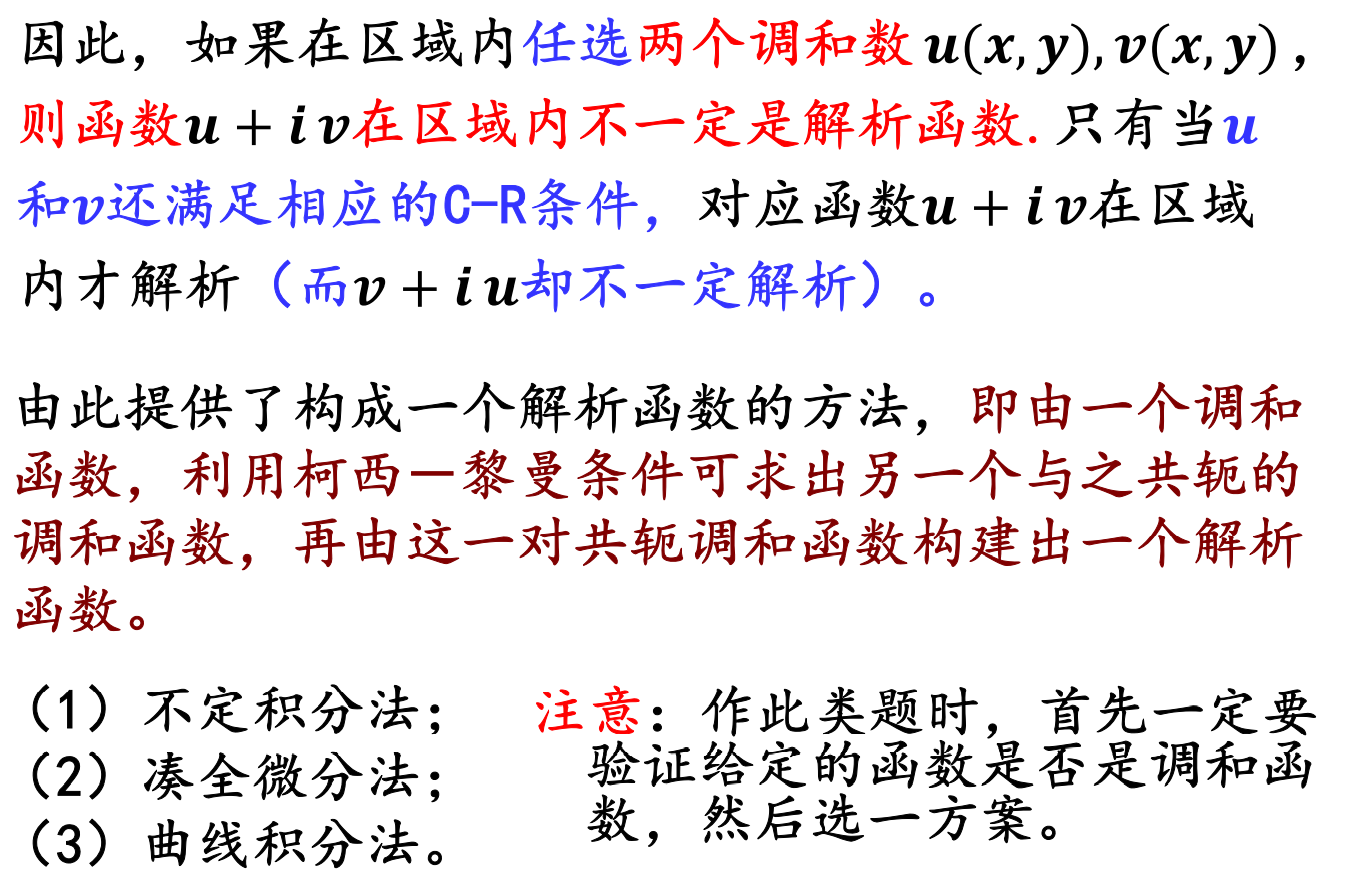 因此，如果在区域内任选两个调和数 u(x, y), v(x, y) ，
则函数u + i v在区域内不一定是解析函数. 只有当u
和v还满足相应的C-R条件，对应函数u + i v在区域
内才解析（而v + i u却不一定解析）。
由此提供了构成一个解析函数的方法，即由一个调和
函数，利用柯西－黎曼条件可求出另一个与之共轭的
调和函数，再由这一对共轭调和函数构建出一个解析
函数。
（1）不定积分法；
（2）凑全微分法；
（3）曲线积分法。
注意：作此类题时，首先一定要
验证给定的函数是否是调和函
数，然后选一方案。